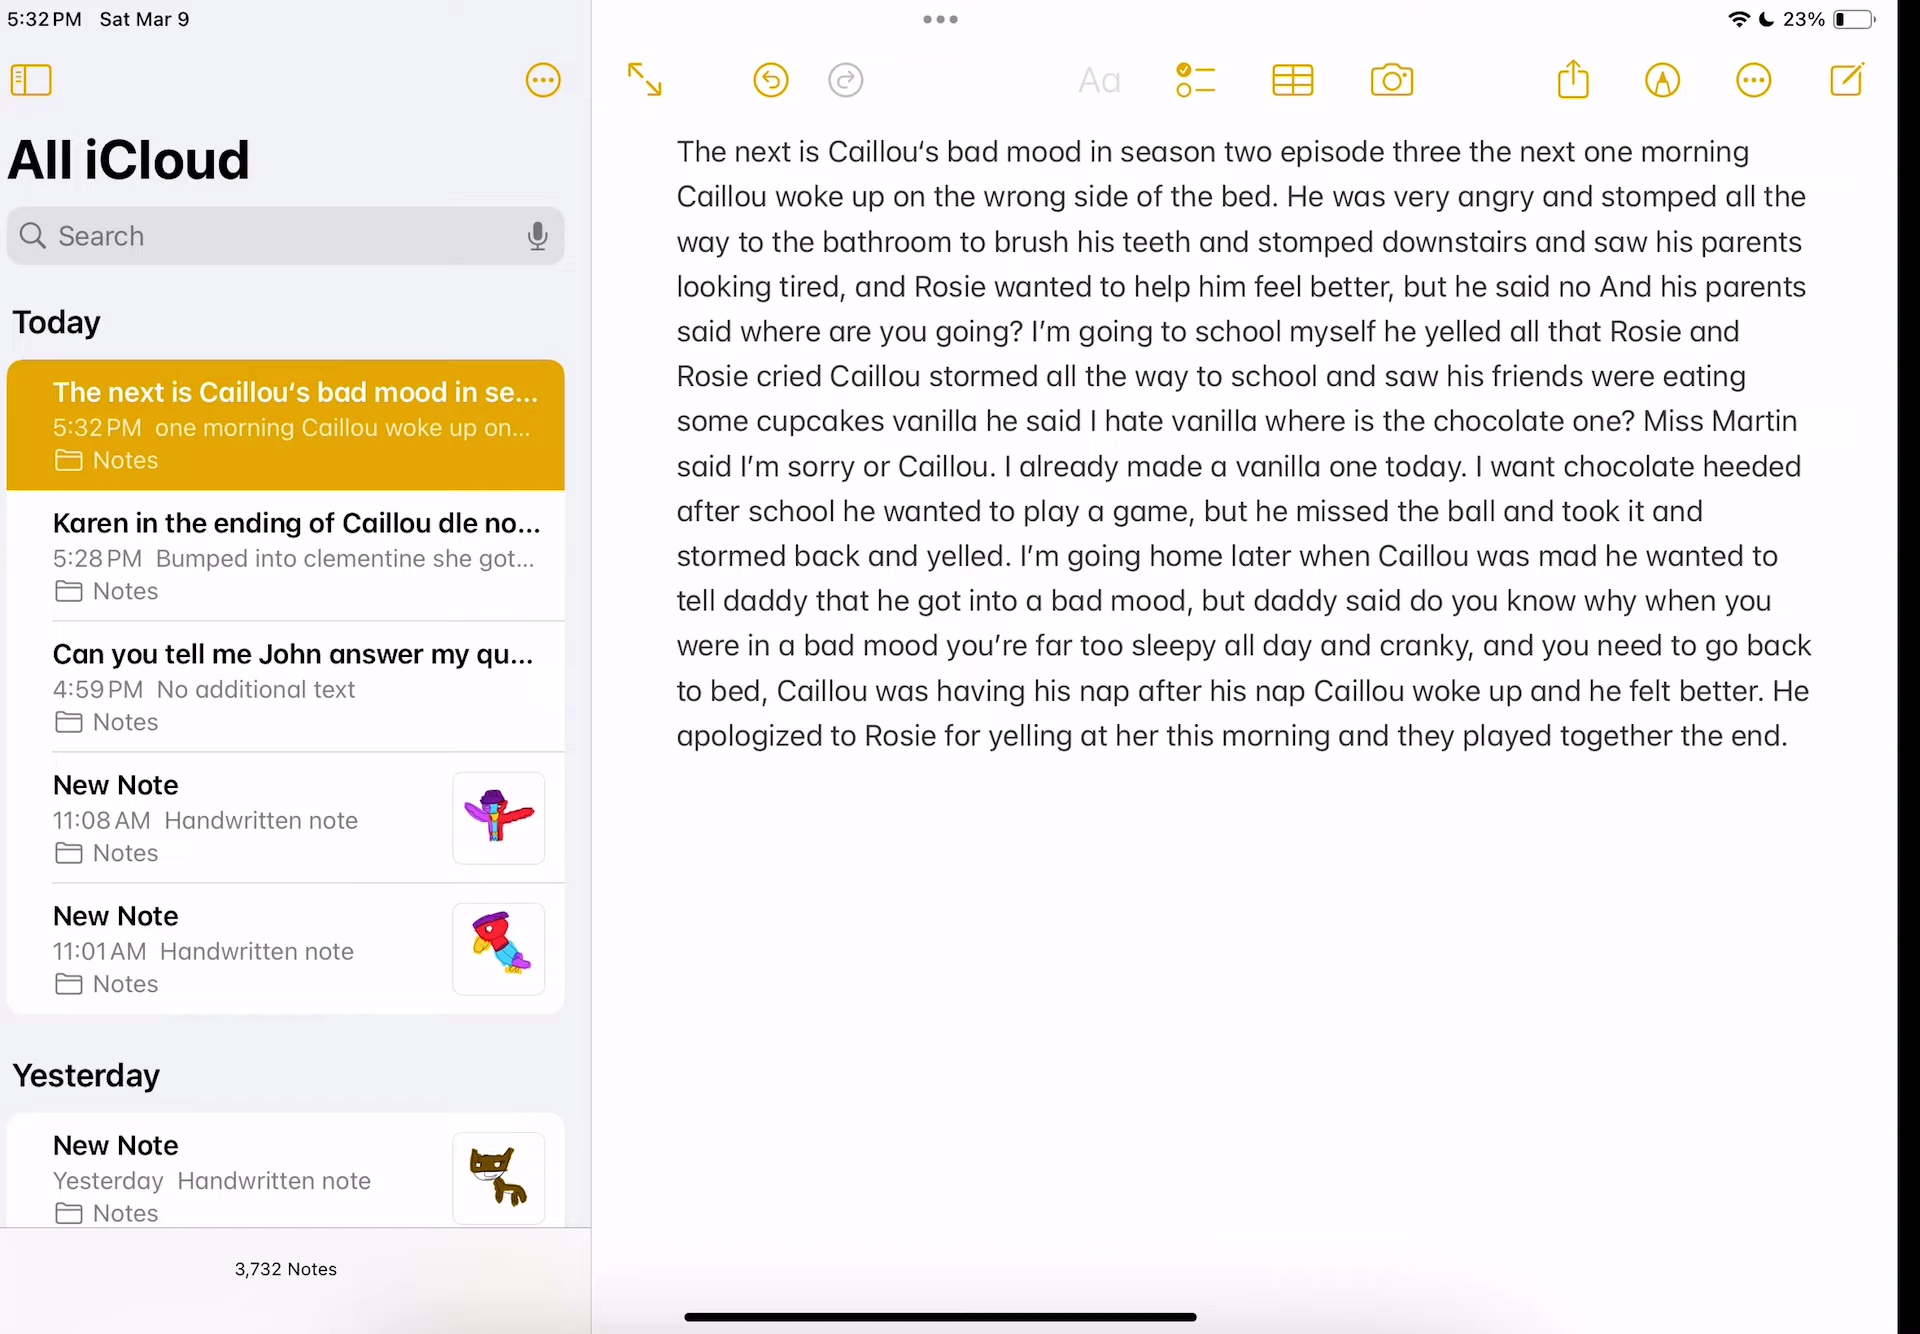 5:32 PM Sat Mar 9
23%
All iCloud
Search
Today
The next is Caillou‘s bad mood in se...
5:32 PM one morning Caillou woke up on...
Notes
Karen in the ending of Caillou dle no...
5:28 PM Bumped into clementine she got...
Notes
Can you tell me John answer my qu...
4:59 PM No additional text
Notes
New Note
11:08 AM Handwritten note
Notes
New Note
11:01 AM Handwritten note
Notes
Yesterday
New Note
Yesterday Handwritten note
Notes
3,732 Notes
Aa
The next is Caillou‘s bad mood in season two episode three the next one morning
Caillou woke up on the wrong side of the bed. He was very angry and stomped all the
way to the bathroom to brush his teeth and stomped downstairs and saw his parents
looking tired, and Rosie wanted to help him feel better, but he said no And his parents
said where are you going? I’m going to school myself he yelled all that Rosie and
Rosie cried Caillou stormed all the way to school and saw his friends were eating
some cupcakes vanilla he said I hate vanilla where is the chocolate one? Miss Martin
said I’m sorry or Caillou. I already made a vanilla one today. I want chocolate heeded
after school he wanted to play a game, but he missed the ball and took it and
stormed back and yelled. I’m going home later when Caillou was mad he wanted to
tell daddy that he got into a bad mood, but daddy said do you know why when you
were in a bad mood you’re far too sleepy all day and cranky, and you need to go back
to bed, Caillou was having his nap after his nap Caillou woke up and he felt better. He
apologized to Rosie for yelling at her this morning and they played together the end.